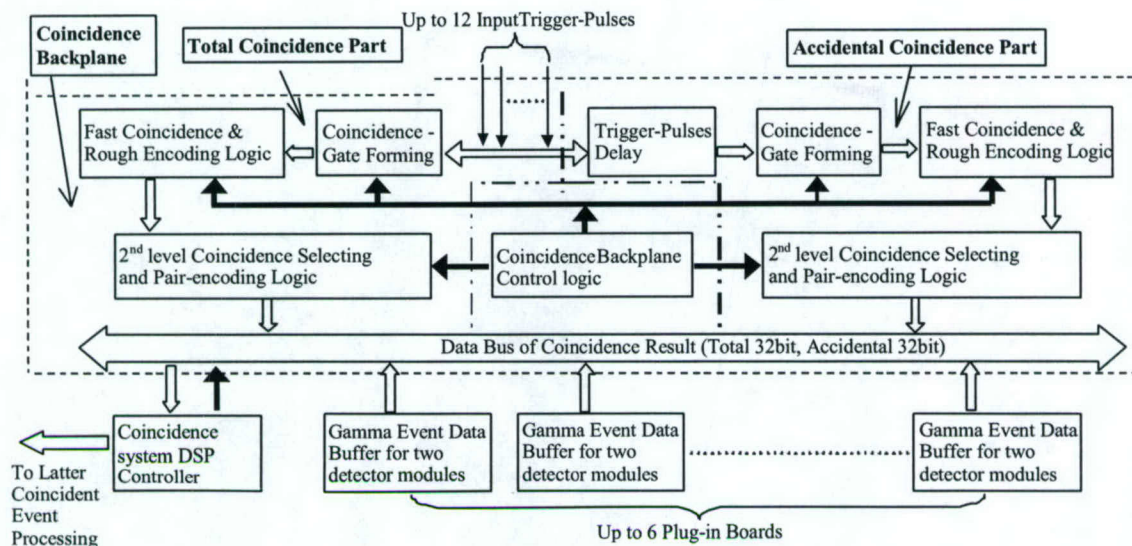 Up to 12 InputTrigger-Pulses
Coincidence
Backplane
Total Coincidence Part
Accidental Coincidence Part
Fast Coincidence &
Rough Encoding Logic
Coincidence -
Gate Forming
Trigger-Pulses
Delay
Coincidence -
Gate Forming
Fast Coincidence &
Rough Encoding Logic
2nd level Coincidence Selecting
and Pair-encoding Logic
CoincidenceBackplane
Control logic
2nd level Coincidence Selecting
and Pair-encoding Logic
Data Bus of Coincidence Result (Total 32bit, Accidental 32bit)
Coincidence
system DSP
Controller
Gamma Event Data
Buffer for two
detector modules
Gamma Event Data
Buffer for two
detector modules
Gamma Event Data
Buffer for two
detector modules
To Latter
Coincident
Event
Processing
Up to 6 Plug-in Boards